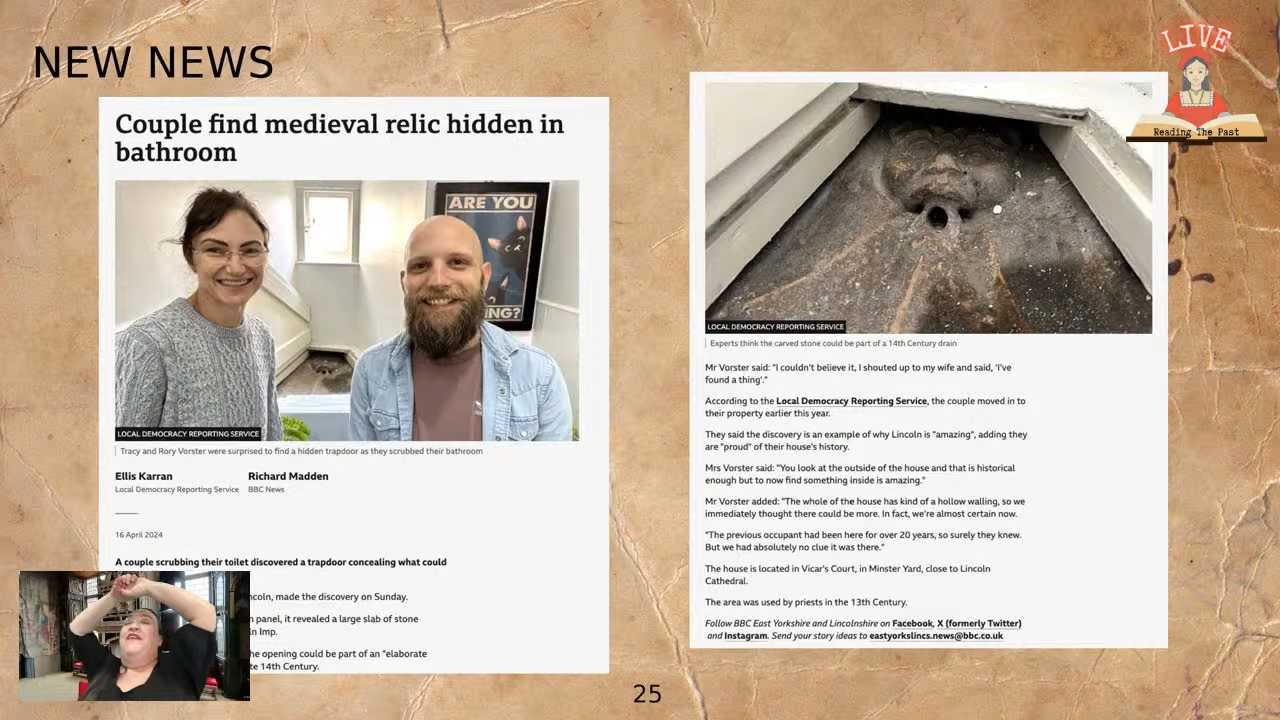 NEW NEWS
Couple find medieval relic hidden in
bathroom
ARE YOU
NG?
LOCAL DEMOCRACY REPORTING SERVICE
Tracy and Rory Vorster were surprised to find a hidden trapdoor as they scrubbed their bathroom
Ellis Karran
Local Democracy Reporting Service
Richard Madden
BBC News
16 April 2024
A couple scrubbing their toilet discovered a trapdoor concealing what could
ncoln, made the discovery on Sunday.
n panel, it revealed a large slab of stone
ln Imp.
he opening could be part of an "elaborate
te 14th Century.
LOCAL DEMOCRACY REPORTING SERVICE
Experts think the carved stone could be part of a 14th Century drain
Mr Vorster said: "I couldn't believe it, I shouted up to my wife and said, 'I've
found a thing'."
According to the Local Democracy Reporting Service, the couple moved in to
their property earlier this year.
They said the discovery is an example of why Lincoln is "amazing", adding they
are "proud" of their house's history.
Mrs Vorster said: "You look at the outside of the house and that is historical
enough but to now find something inside is amazing."
Mr Vorster added: "The whole of the house has kind of a hollow walling, so we
immediately thought there could be more. In fact, we're almost certain now.
"The previous occupant had been here for over 20 years, so surely they knew.
But we had absolutely no clue it was there."
The house is located in Vicar's Court, in Minster Yard, close to Lincoln
Cathedral.
The area was used by priests in the 13th Century.
Follow BBC East Yorkshire and Lincolnshire on Facebook, X (formerly Twitter)
and Instagram. Send your story ideas to eastyorkslincs.news@bbc.co.uk
LIVE
Reading The Past
25